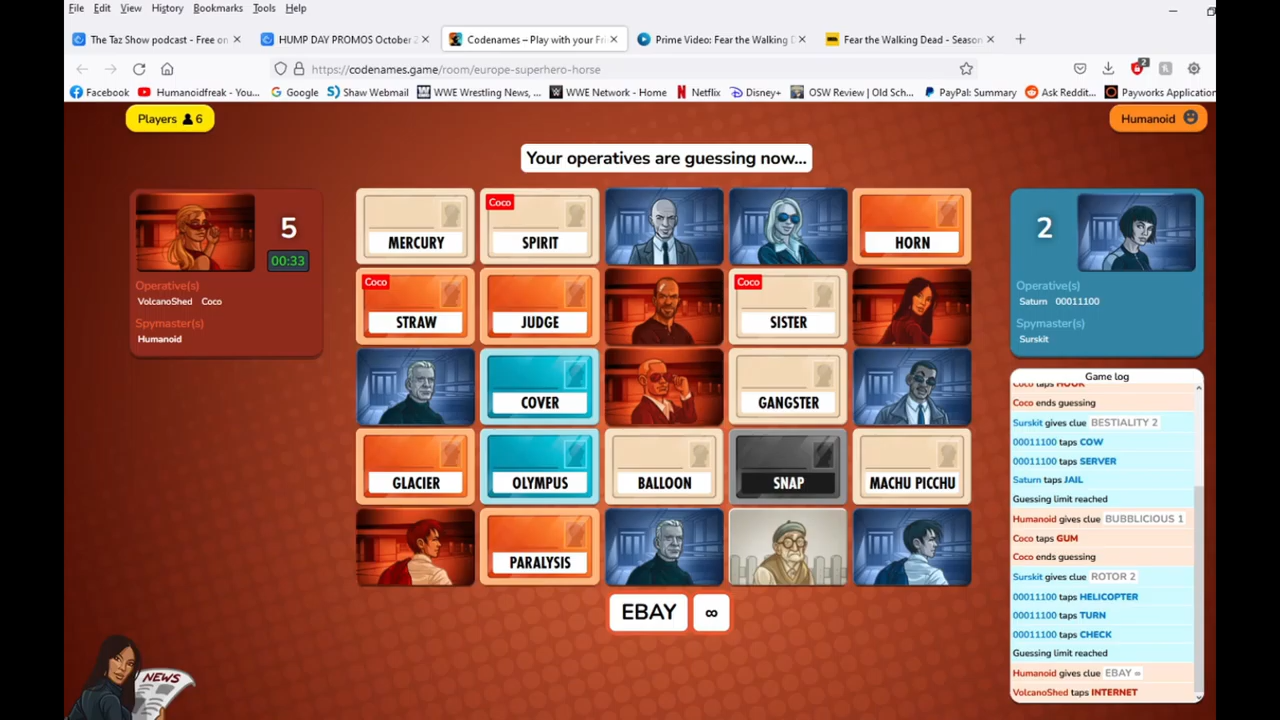 File Edit View History Bookmarks Tools Help
The Taz Show podcast - Free on
HUMP DAY PROMOS October 2
Codenames – Play with your Fri
Prime Video: Fear the Walking D
Fear the Walking Dead - Season
https://codenames.game/room/europe-superhero-horse
2
Facebook Humanoidfreak - You... Google Shaw Webmail WWE Wrestling News, ... WWE Network - Home Netflix Disney+ OSW Review | Old Sch... PayPal: Summary Ask Reddit... Payworks Application
Players 6
Humanoid
Your operatives are guessing now...
5
00:33
Operative(s)
VolcanoShed Coco
Spymaster(s)
Humanoid
2
Operative(s)
Saturn 00011100
Spymaster(s)
Surskit
MERCURY
Coco
SPIRIT
HORN
Coco
STRAW
JUDGE
Coco
SISTER
COVER
GANGSTER
GLACIER
OLYMPUS
BALLOON
SNAP
MACHU PICCHU
PARALYSIS
EBAY ∞
NEWS
Game log
Coco taps HOOK
Coco ends guessing
Surskit gives clue BESTIALITY 2
00011100 taps COW
00011100 taps SERVER
Saturn taps JAIL
Guessing limit reached
Humanoid gives clue BUBBLICIOUS 1
Coco taps GUM
Coco ends guessing
Surskit gives clue ROTOR 2
00011100 taps HELICOPTER
00011100 taps TURN
00011100 taps CHECK
Guessing limit reached
Humanoid gives clue EBAY ∞
VolcanoShed taps INTERNET